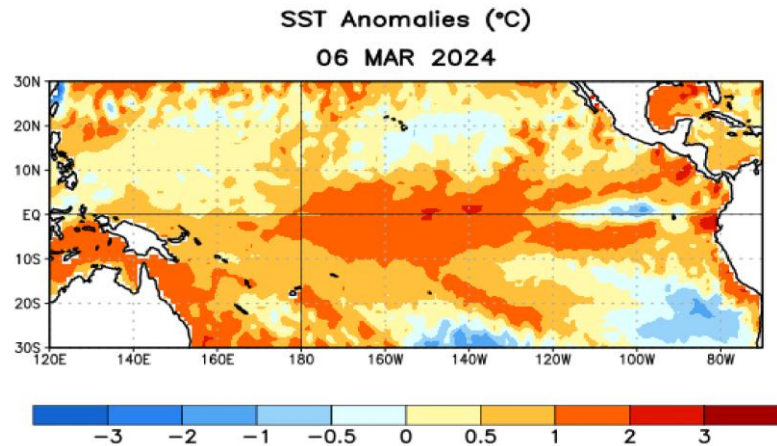 SST Anomalies (°C)
06 MAR 2024
30N
20N
10N
EQ
10S
20S
30S
120E 140E 160E 180 160W 140W 120W 100W 80W
-3 -2 -1 -0.5 0 0.5 1 2 3